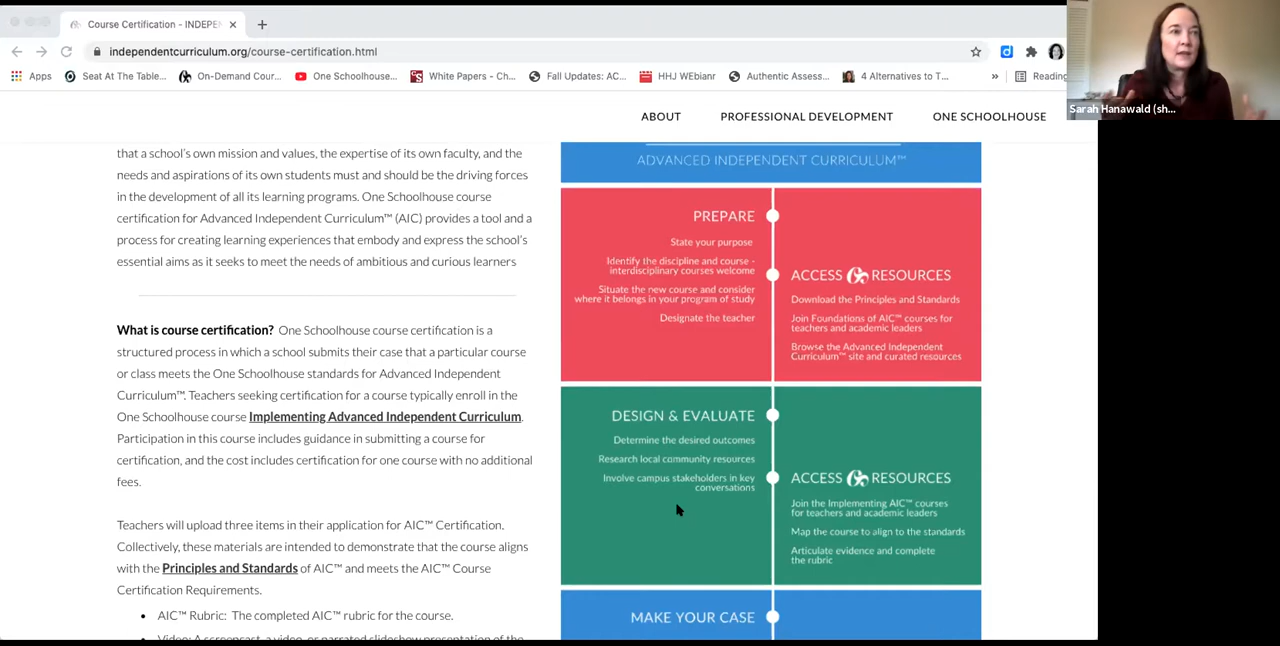 Course Certification - INDEPEN
independentcurriculum.org/course-certification.html
Apps
Seat At The Table...
On-Demand Cour...
One Schoolhouse...
White Papers - Ch...
Fall Updates: AC...
HHJ WEbianr
Authentic Assess...
4 Alternatives to T...
»
Reading
Sarah Hanawald (sh...
ABOUT
PROFESSIONAL DEVELOPMENT
ONE SCHOOLHOUSE
that a school's own mission and values, the expertise of its own faculty, and the
needs and aspirations of its own students must and should be the driving forces
in the development of all its learning programs. One Schoolhouse course
certification for Advanced Independent Curriculum™ (AIC) provides a tool and a
process for creating learning experiences that embody and express the school's
essential aims as it seeks to meet the needs of ambitious and curious learners
What is course certification? One Schoolhouse course certification is a
structured process in which a school submits their case that a particular course
or class meets the One Schoolhouse standards for Advanced Independent
Curriculum™. Teachers seeking certification for a course typically enroll in the
One Schoolhouse course Implementing Advanced Independent Curriculum.
Participation in this course includes guidance in submitting a course for
certification, and the cost includes certification for one course with no additional
fees.
Teachers will upload three items in their application for AIC™ Certification.
Collectively, these materials are intended to demonstrate that the course aligns
with the Principles and Standards of AIC™ and meets the AIC™ Course
Certification Requirements.
• AIC™ Rubric: The completed AIC™ rubric for the course.
• Video: A screencast, a video, or narrated slideshow presentation of the
ADVANCED INDEPENDENT CURRICULUM™
PREPARE
State your purpose
Identify the discipline and course -
interdisciplinary courses welcome
Situate the new course and consider
where it belongs in your program of study
Designate the teacher
ACCESS RESOURCES
Download the Principles and Standards
Join Foundations of AIC™ courses for
teachers and academic leaders
Browse the Advanced Independent
Curriculum™ site and curated resources
DESIGN & EVALUATE
Determine the desired outcomes
Research local community resources
Involve campus stakeholders in key
conversations
ACCESS RESOURCES
Join the Implementing AIC™ courses
for teachers and academic leaders
Map the course to align to the standards
Articulate evidence and complete
the rubric
MAKE YOUR CASE